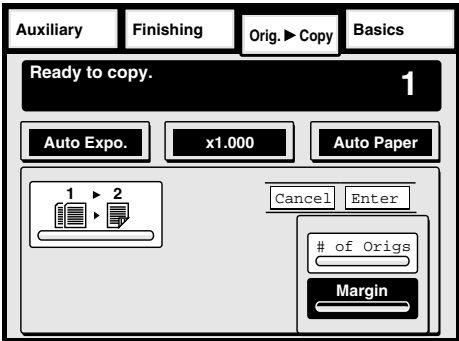 Auxiliary Finishing Orig. ▶ Copy Basics
Ready to copy. 1
Auto Expo. x1.000 Auto Paper
1 ▶ 2
Cancel Enter
# of Origs
Margin